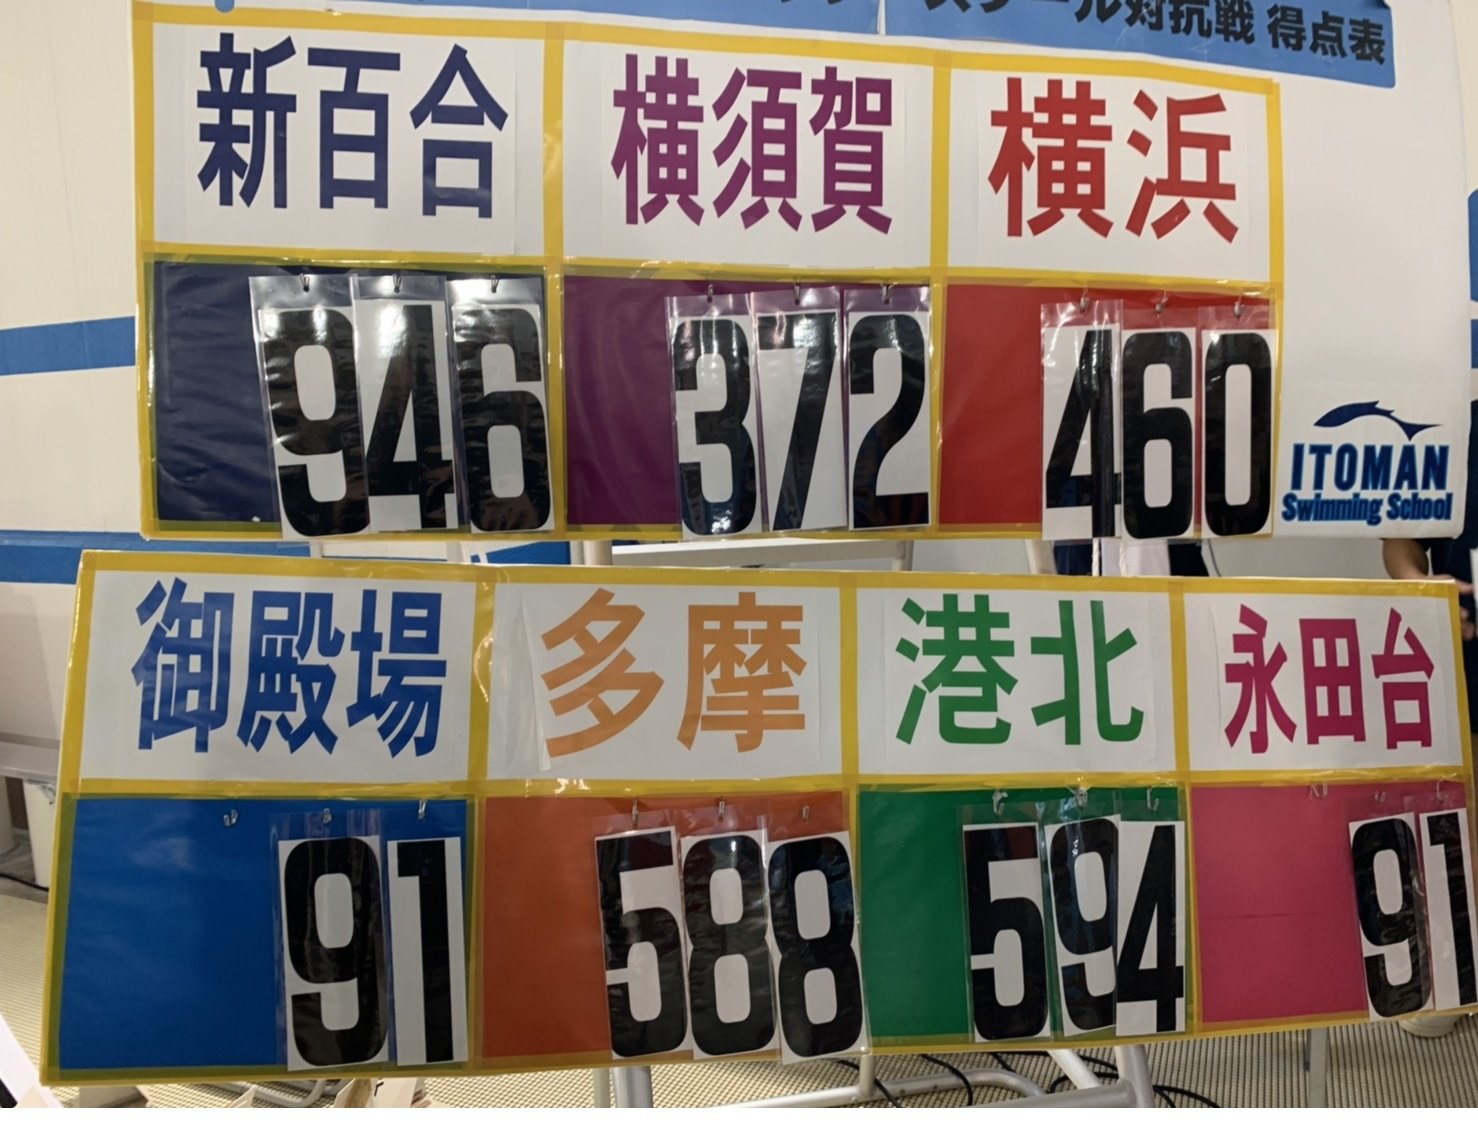 スクール対抗戦 得点表
新百合 横須賀 横浜
946 372 460
ITOMAN
Swimming School
御殿場 多摩 港北 永田台
91 588 594 91